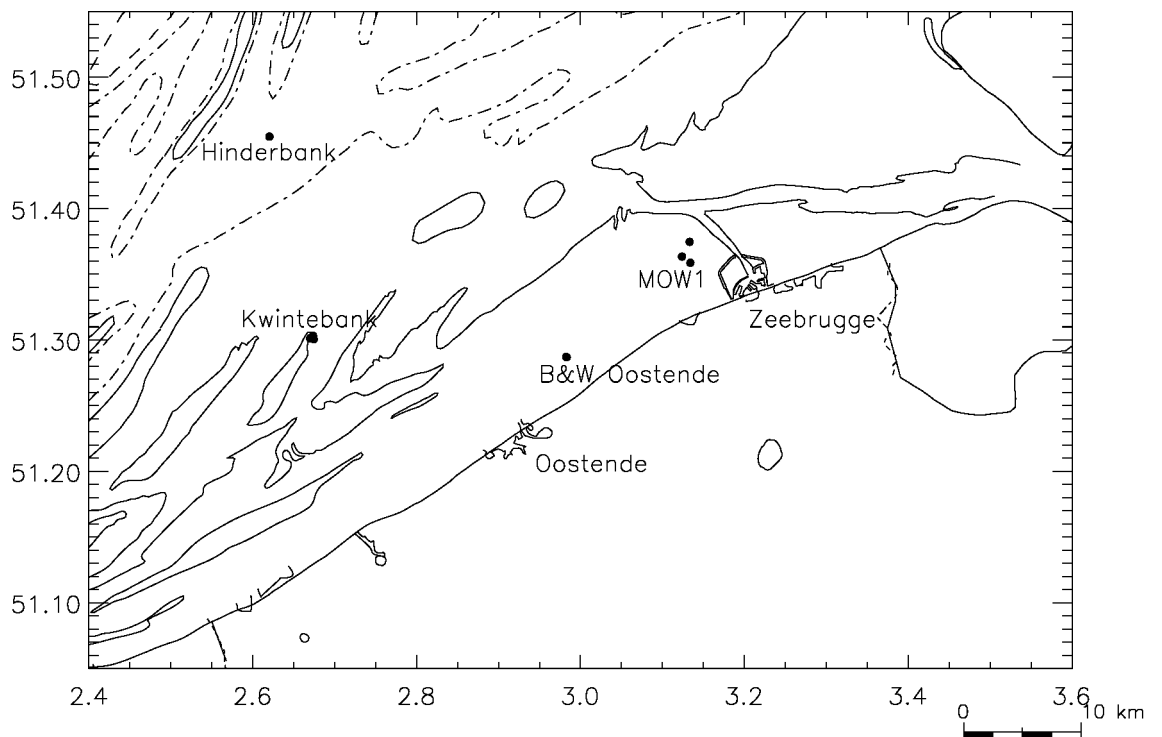 51.50
Hinderbank
51.40
MOW1
Kwintebank
Zeebrugge
51.30
B&W Oostende
51.20
Oostende
51.10
2.4 2.6 2.8 3.0 3.2 3.4 3.6
0 10 km